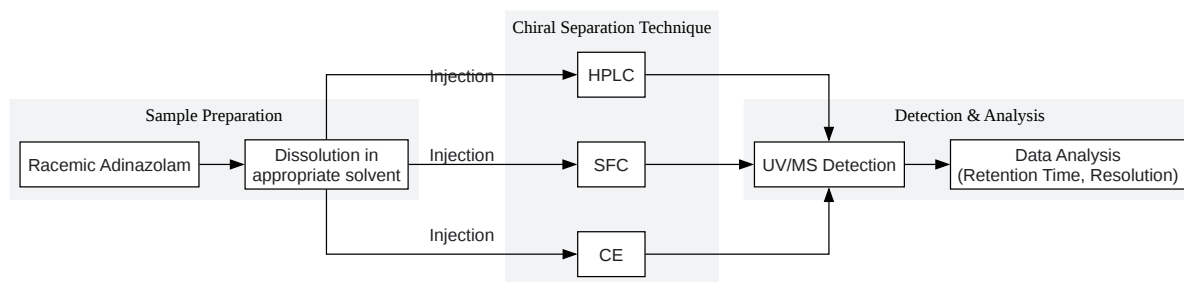 Chiral Separation Technique
Injection
HPLC
Sample Preparation
Detection & Analysis
Racemic Adinazolam
Dissolution in
appropriate solvent
Injection
SFC
UV/MS Detection
Data Analysis
(Retention Time, Resolution)
Injection
CE